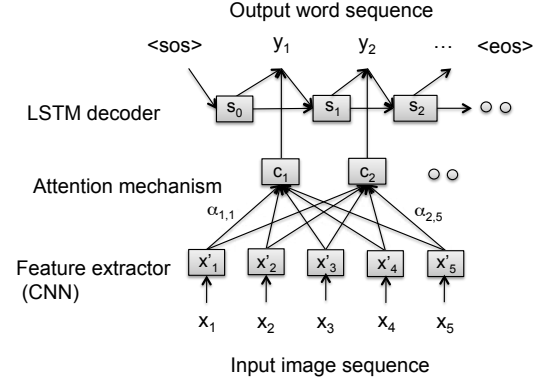 Output word sequence
<sos> y1 y2 ... <eos>
LSTM decoder s0 s1 s2
Attention mechanism c1 c2
α1,1 α2,5
Feature extractor (CNN) x'1 x'2 x'3 x'4 x'5
x1 x2 x3 x4 x5
Input image sequence